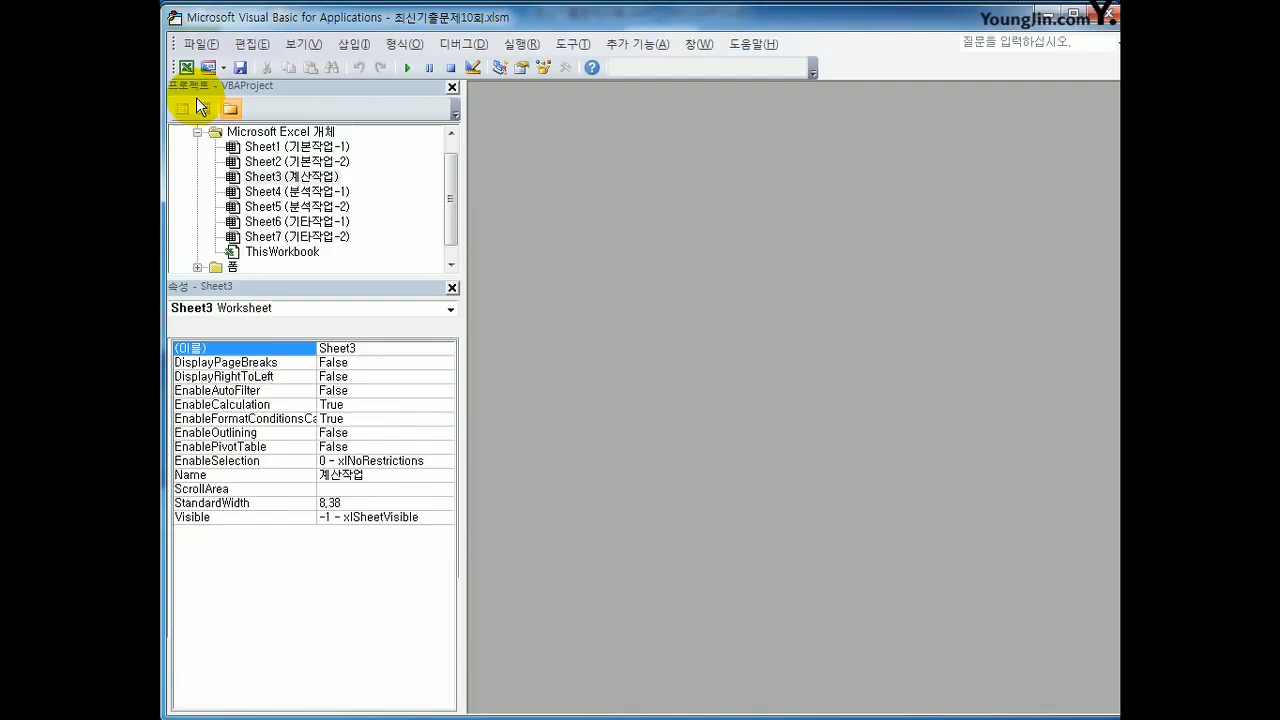 Microsoft Visual Basic for Applications - 최신기출문제10회.xlsm
YoungJin.com Y.
파일(F) 편집(E) 보기(V) 삽입(I) 형식(O) 디버그(D) 실행(R) 도구(T) 추가 기능(A) 창(W) 도움말(H)
질문을 입력하십시오.
프로젝트 - VBAProject
Microsoft Excel 개체
Sheet1 (기본작업-1)
Sheet2 (기본작업-2)
Sheet3 (계산작업)
Sheet4 (분석작업-1)
Sheet5 (분석작업-2)
Sheet6 (기타작업-1)
Sheet7 (기타작업-2)
ThisWorkbook
폼
속성 - Sheet3
Sheet3 Worksheet
(이름) Sheet3
DisplayPageBreaks False
DisplayRightToLeft False
EnableAutoFilter False
EnableCalculation True
EnableFormatConditionsCa True
EnableOutlining False
EnablePivotTable False
EnableSelection 0 - xlNoRestrictions
Name 계산작업
ScrollArea
StandardWidth 8.38
Visible -1 - xlSheetVisible